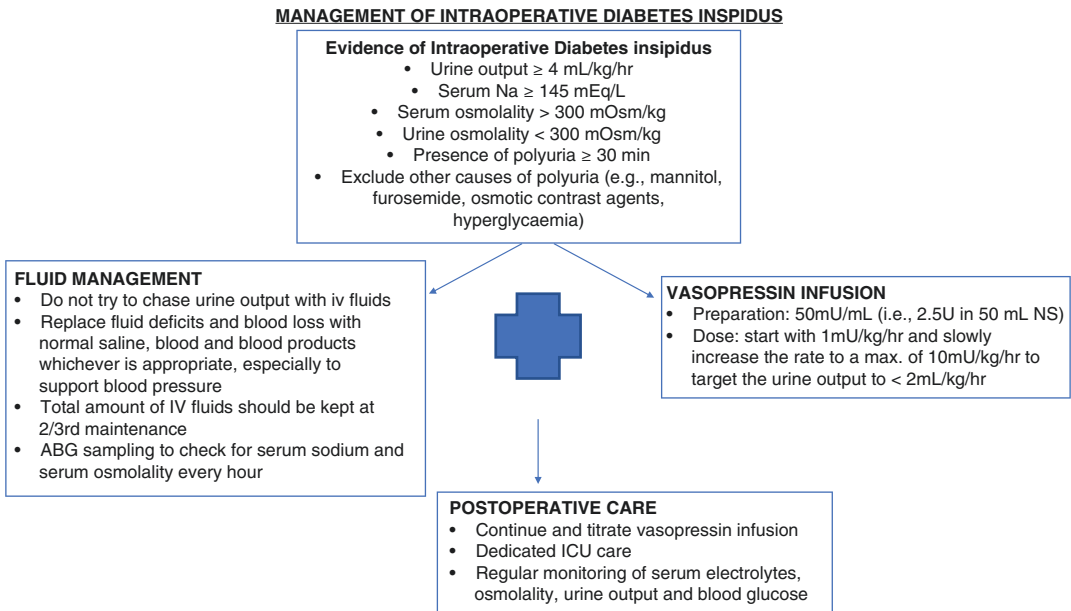 MANAGEMENT OF INTRAOPERATIVE DIABETES INSPIDUS
Evidence of Intraoperative Diabetes insipidus
• Urine output ≥ 4 mL/kg/hr
• Serum Na ≥ 145 mEq/L
• Serum osmolality > 300 mOsm/kg
• Urine osmolality < 300 mOsm/kg
• Presence of polyuria ≥ 30 min
• Exclude other causes of polyuria (e.g., mannitol,
furosemide, osmotic contrast agents,
hyperglycaemia)
FLUID MANAGEMENT
• Do not try to chase urine output with iv fluids
• Replace fluid deficits and blood loss with
normal saline, blood and blood products
whichever is appropriate, especially to
support blood pressure
• Total amount of IV fluids should be kept at
2/3rd maintenance
• ABG sampling to check for serum sodium and
serum osmolality every hour
VASOPRESSIN INFUSION
• Preparation: 50mU/mL (i.e., 2.5U in 50 mL NS)
• Dose: start with 1mU/kg/hr and slowly
increase the rate to a max. of 10mU/kg/hr to
target the urine output to < 2mL/kg/hr
POSTOPERATIVE CARE
• Continue and titrate vasopressin infusion
• Dedicated ICU care
• Regular monitoring of serum electrolytes,
osmolality, urine output and blood glucose